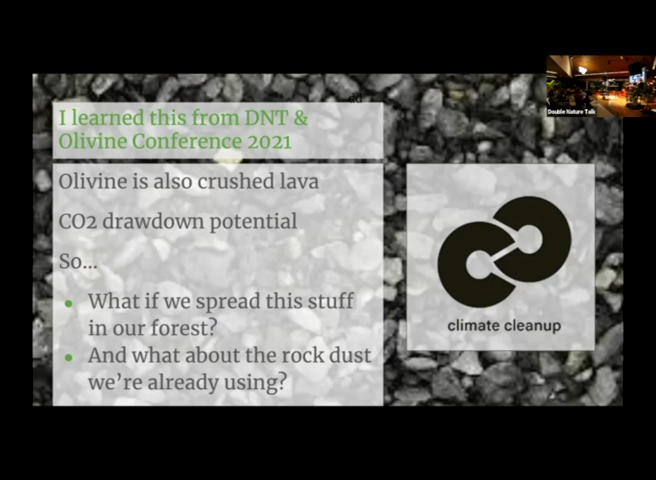 I learned this from DNT &
Olivine Conference 2021
Olivine is also crushed lava
CO2 drawdown potential
So...
• What if we spread this stuff
in our forest?
• And what about the rock dust
we're already using?
climate cleanup
Double Nature Talk